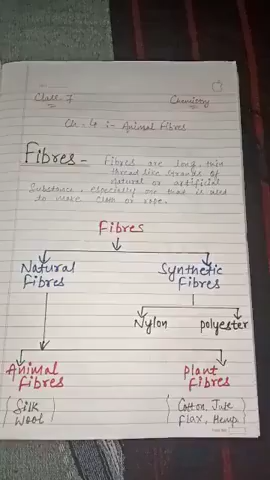 Class-7
Chemistry
Ch-4 :- Animal Fibres
Fibres - Fibres are long, thin
thread like strands of
natural or artificial
substance, especially one that is used
to make cloth or rope.
Fibres
Natural Fibres
Synthetic Fibres
Nylon
polyester
Animal Fibres
Plant Fibres
(Silk
Wool)
(Cotton, Jute
Flax, Hemp)